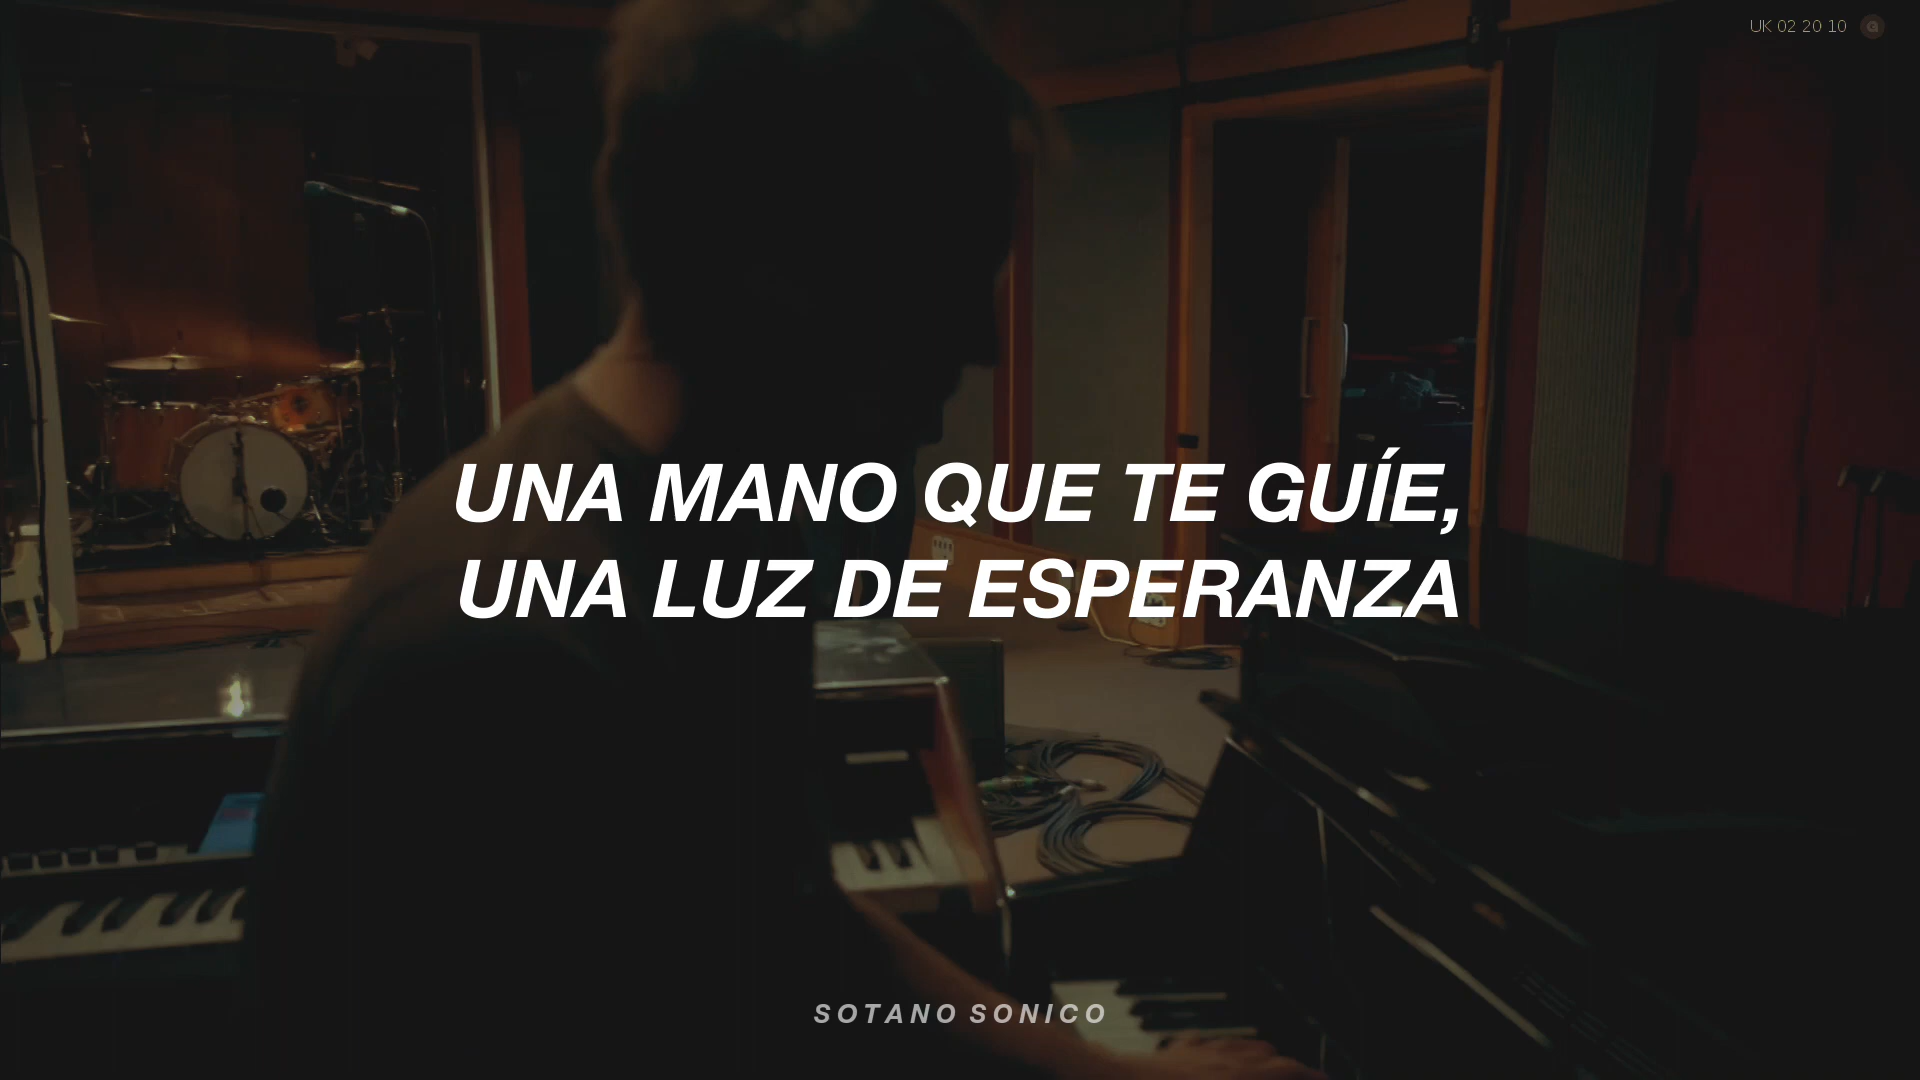 UK 02 20 10 G
UNA MANO QUE TE GUÍE,
UNA LUZ DE ESPERANZA
SOTANO SONICO